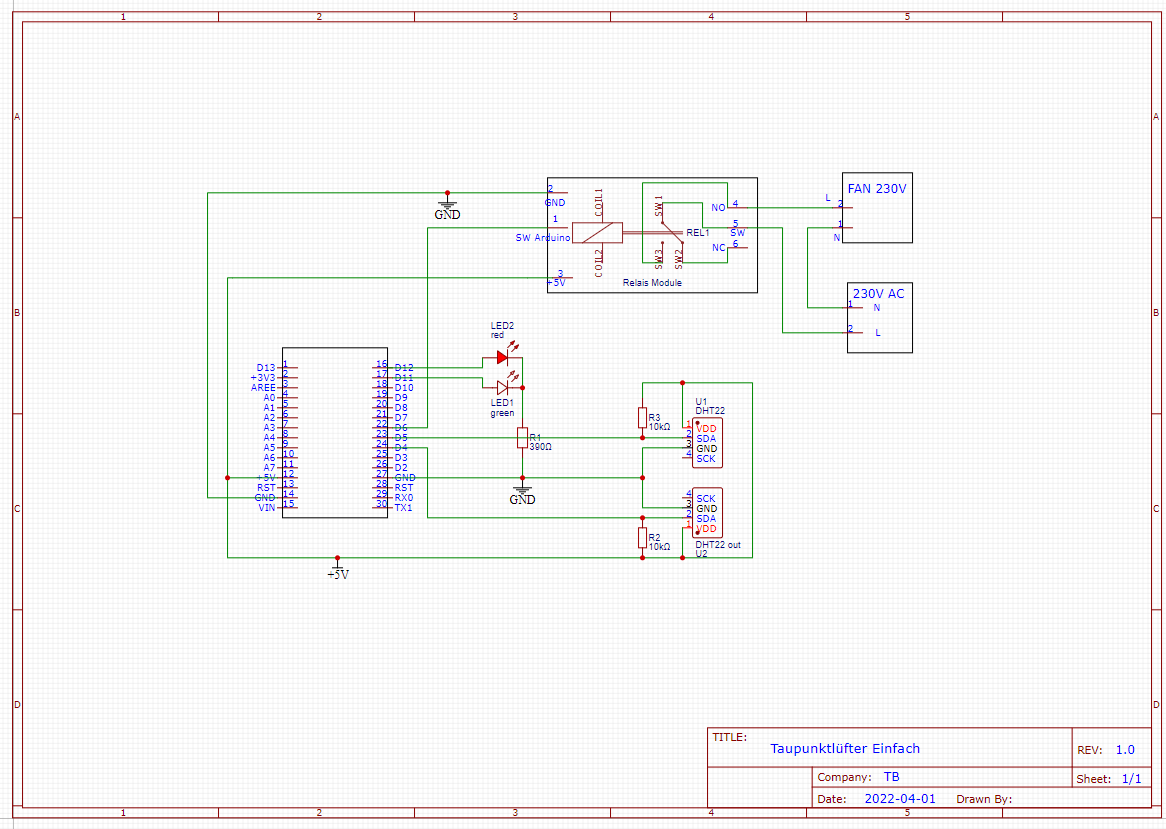 1 2 3 4 5
A A
FAN 230V
L 2
1
N
2
GND
GND
1
SW Arduino
COIL1
COIL2
SW1
SW3
SW2
REL1
NO 4
5
SW
NC 6
3
+5V
Relais Module
230V AC
1 N
2 L
B B
LED2
red
LED1
green
D13 1 16 D12
+3V3 2 17 D11
AREE 3 18 D10
A0 4 19 D9
A1 5 20 D8
A2 6 21 D7
A3 7 22 D6
A4 8 23 D5
A5 9 24 D4
A6 10 25 D3
A7 11 26 D2
+5V 12 27 GND
RST 13 28 RST
GND 14 29 RX0
VIN 15 30 TX1
R1
390Ω
GND
R3
10kΩ
U1
DHT22
1 VDD
2 SDA
3 GND
4 SCK
4 SCK
3 GND
2 SDA
1 VDD
DHT22 out
U2
R2
10kΩ
+5V
C C
D D
TITLE:
Taupunktlüfter Einfach
REV: 1.0
Company: TB
Sheet: 1/1
Date: 2022-04-01 Drawn By:
1 2 3 4 5